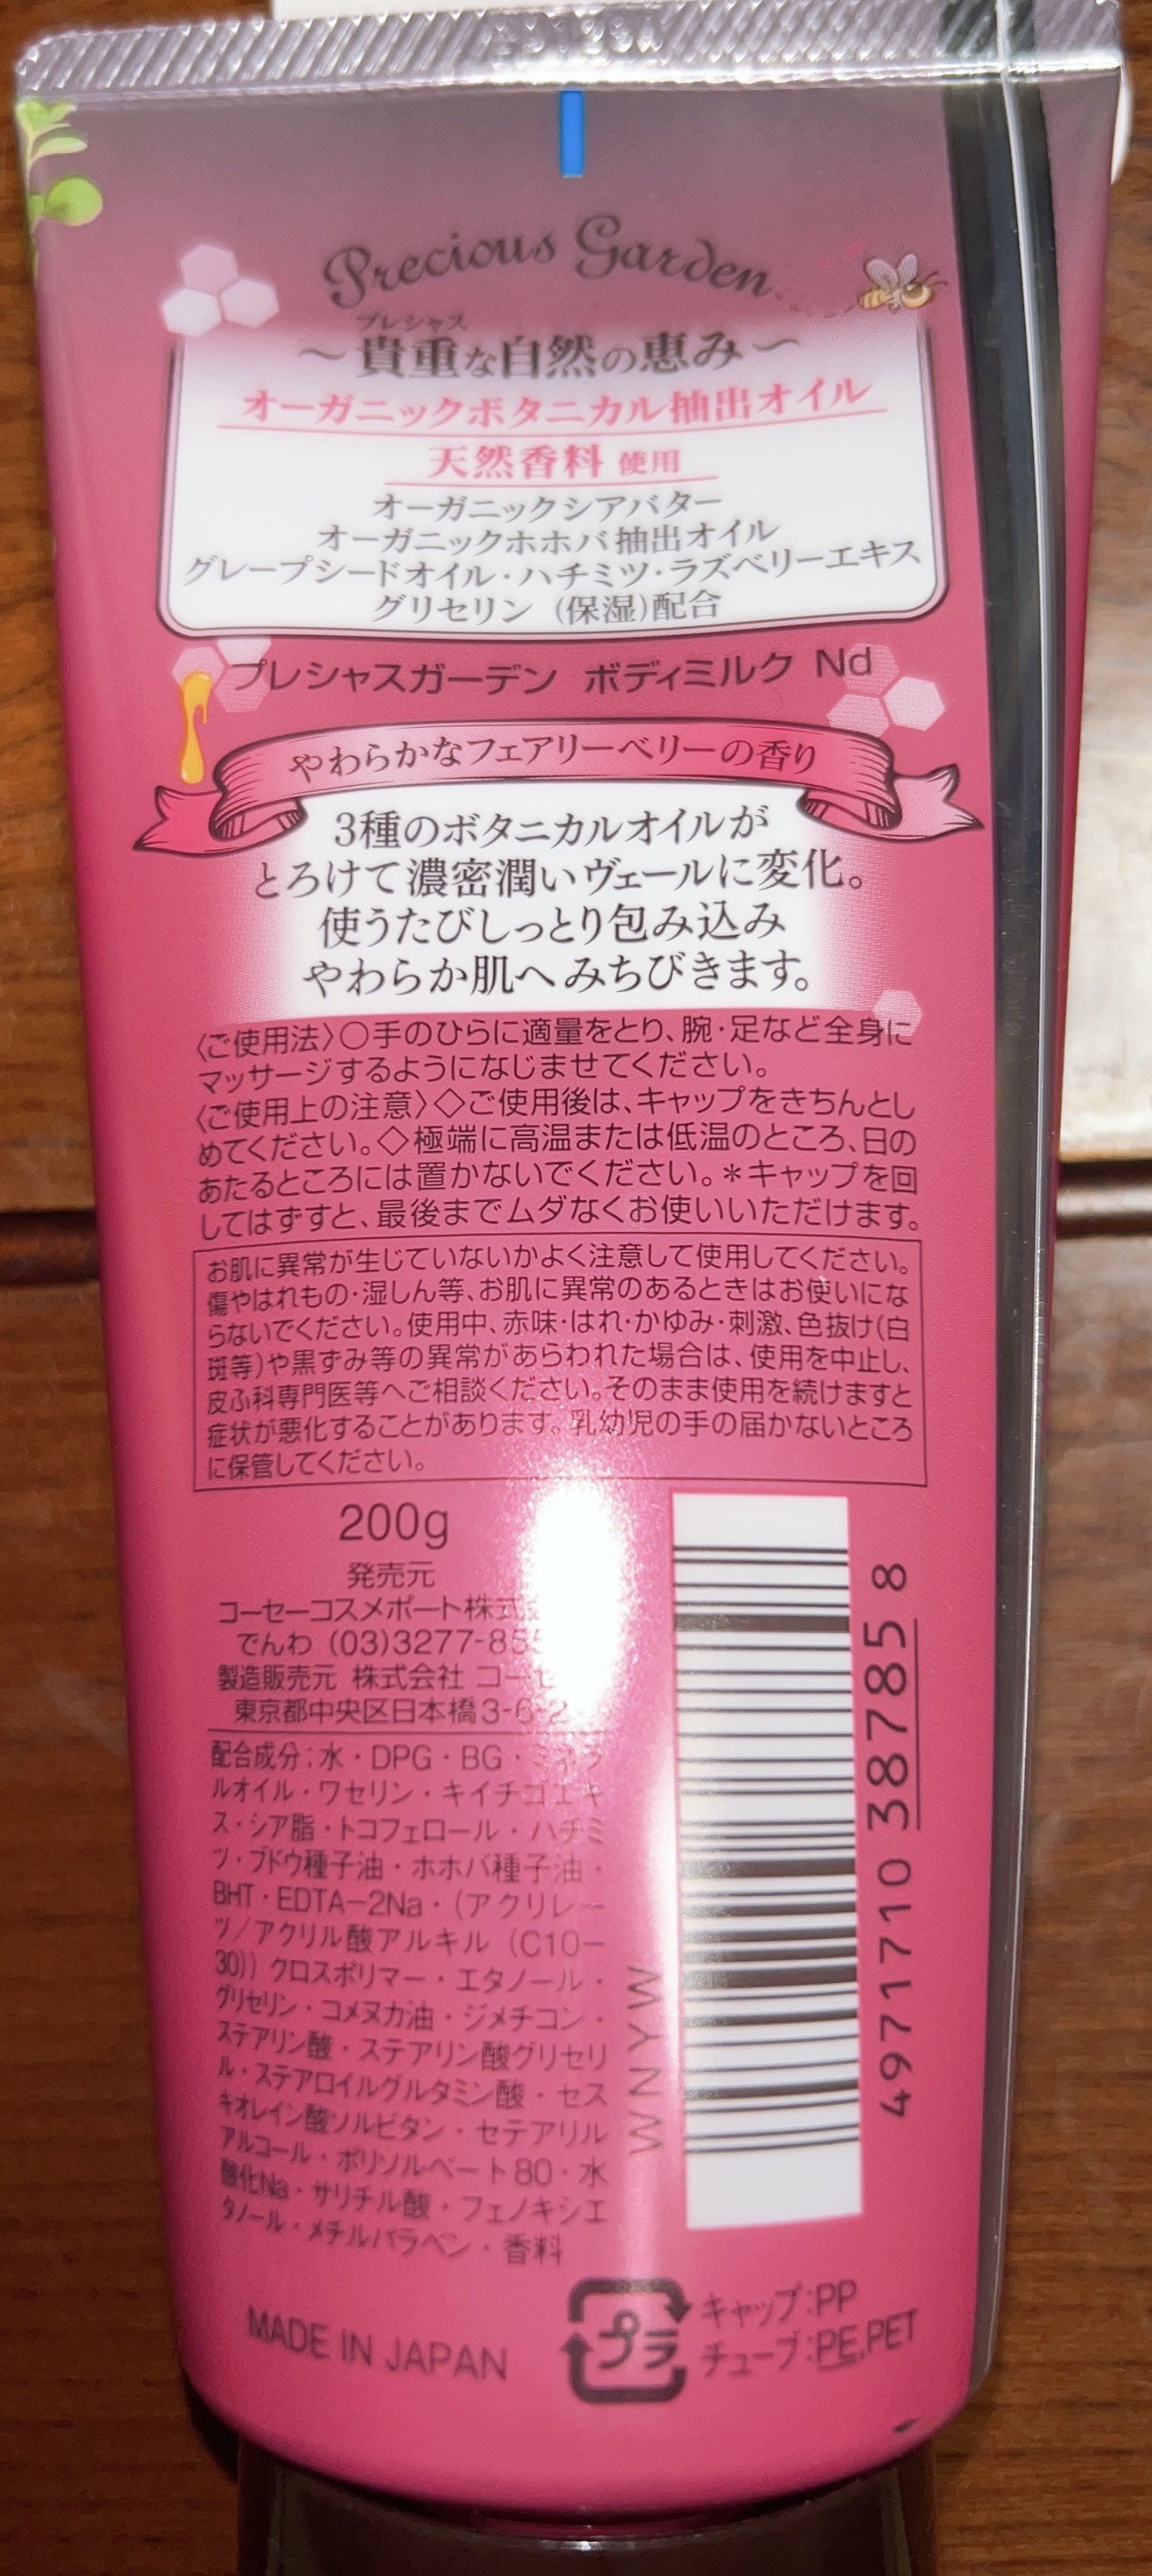 Precious Garden
プレシャス
～貴重な自然の恵み～
オーガニックボタニカル抽出オイル
天然香料 使用
オーガニックシアバター
オーガニックホホバ抽出オイル
グレープシードオイル・ハチミツ・ラズベリーエキス
グリセリン (保湿)配合
プレシャスガーデン ボディミルク Nd
やわらかなフェアリーベリーの香り
3種のボタニカルオイルが
とろけて濃密潤いヴェールに変化。
使うたびしっとり包み込み
やわらか肌へみちびきます。
〈ご使用法〉○手のひらに適量をとり、腕・足など全身に
マッサージするようになじませてください。
〈ご使用上の注意〉◇ご使用後は、キャップをきちんとし
めてください。◇極端に高温または低温のところ、日の
あたるところには置かないでください。＊キャップを回
してはずすと、最後までムダなくお使いいただけます。
お肌に異常が生じていないかよく注意して使用してください。
傷やはれもの・湿しん等、お肌に異常のあるときはお使いにな
らないでください。使用中、赤味・はれ・かゆみ・刺激、色抜け(白
斑等)や黒ずみ等の異常があらわれた場合は、使用を中止し、
皮ふ科専門医等へご相談ください。そのまま使用を続けますと
症状が悪化することがあります。乳幼児の手の届かないところ
に保管してください。
200g
発売元
コーセーコスメポート株式
でんわ (03)3277-85
製造販売元 株式会社 コーセ
東京都中央区日本橋3-6-2
配合成分；水・DPG・BG・ミネラ
ルオイル・ワセリン・キイチゴエキ
ス・シア脂・トコフェロール・ハチミ
ツ・ブドウ種子油・ホホバ種子油・
BHT・EDTA－2Na・(アクリレー
ツ/アクリル酸アルキル (C10－
30)) クロスポリマー・エタノール・
グリセリン・コメヌカ油・ジメチコン・
ステアリン酸・ステアリン酸グリセリ
ル・ステアロイルグルタミン酸・セス
キオレイン酸ソルビタン・セテアリル
アルコール・ポリソルベート80・水
酸化Na・サリチル酸・フェノキシエ
タノール・メチルパラベン・香料
WNYM
4971710 387858
MADE IN JAPAN
プラ
キャップ:PP
チューブ:PE,PET